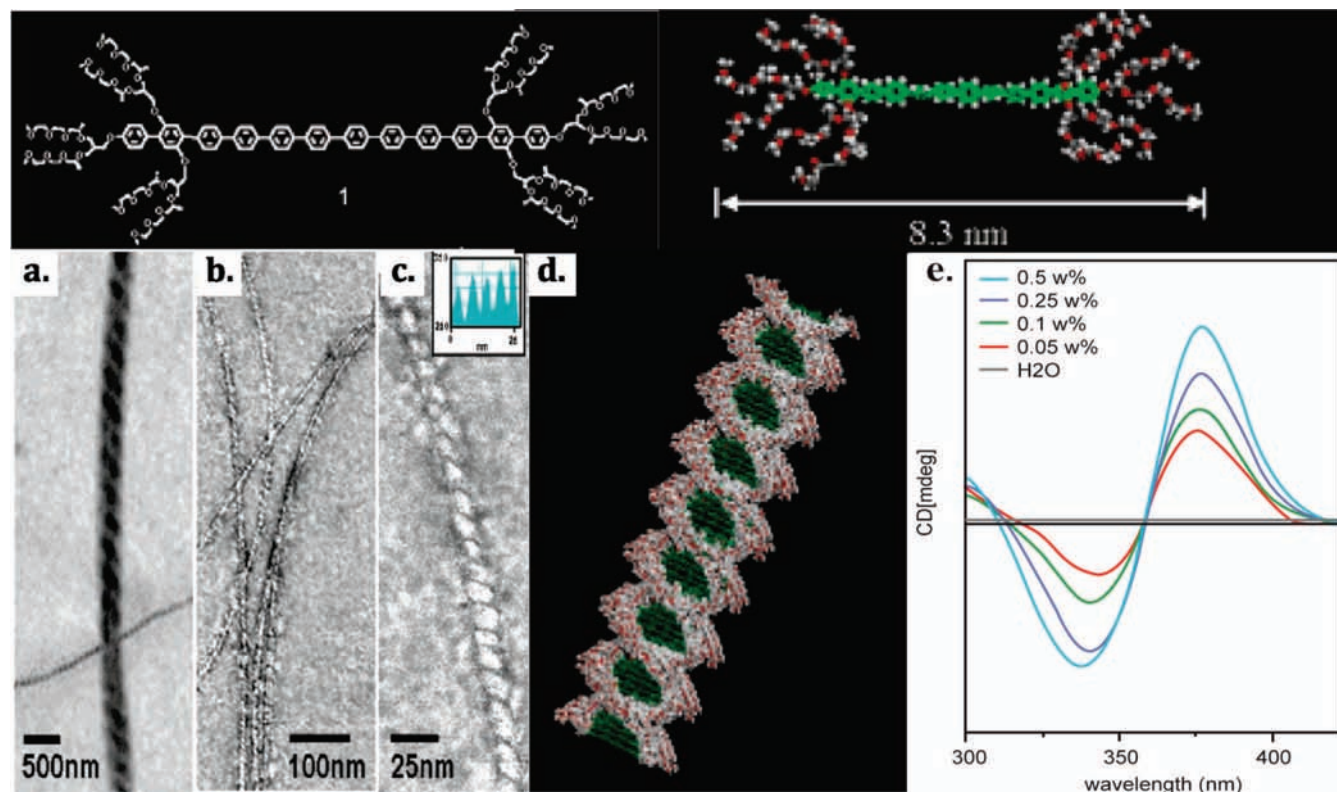 1
8.3 nm
a.
b.
c.
nm
d.
e.
500nm
100nm
25nm
0.5 w%
0.25 w%
0.1 w%
0.05 w%
H2O
CD[mdeg]
300
350
400
wavelength (nm)